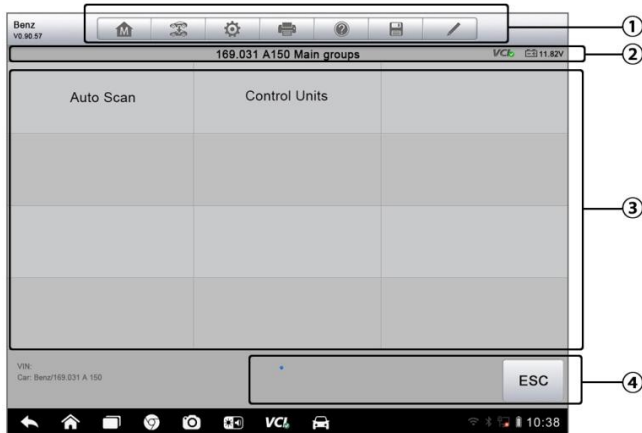 Benz
V0.90.57
M
①
169.031 A150 Main groups
VCI
11.82V
②
Auto Scan
Control Units
③
VIN:
Car: Benz/169.031 A 150
ESC
④
VCI
10:38